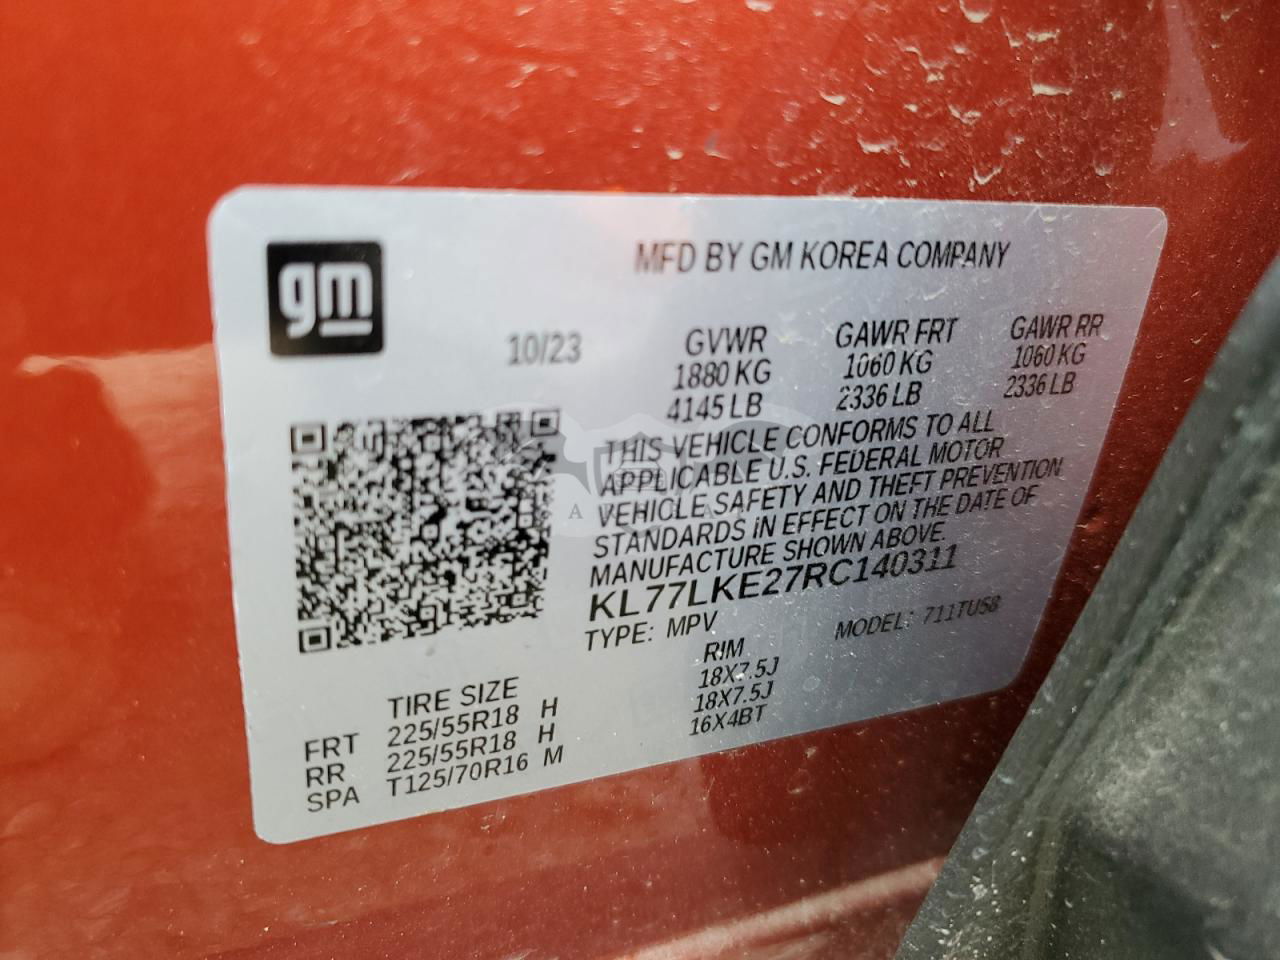 gm
MFD BY GM KOREA COMPANY
10/23
GVWR GAWR FRT GAWR RR
1880 KG 1060 KG 1060 KG
4145 LB 2336 LB 2336 LB
THIS VEHICLE CONFORMS TO ALL
APPLICABLE U.S. FEDERAL MOTOR
VEHICLE SAFETY AND THEFT PREVENTION
STANDARDS IN EFFECT ON THE DATE OF
MANUFACTURE SHOWN ABOVE.
KL77LKE27RC140311
TYPE: MPV MODEL: 711TUS8
TIRE SIZE RIM
FRT 225/55R18 H 18X7.5J
RR 225/55R18 H 18X7.5J
SPA T125/70R16 M 16X4BT